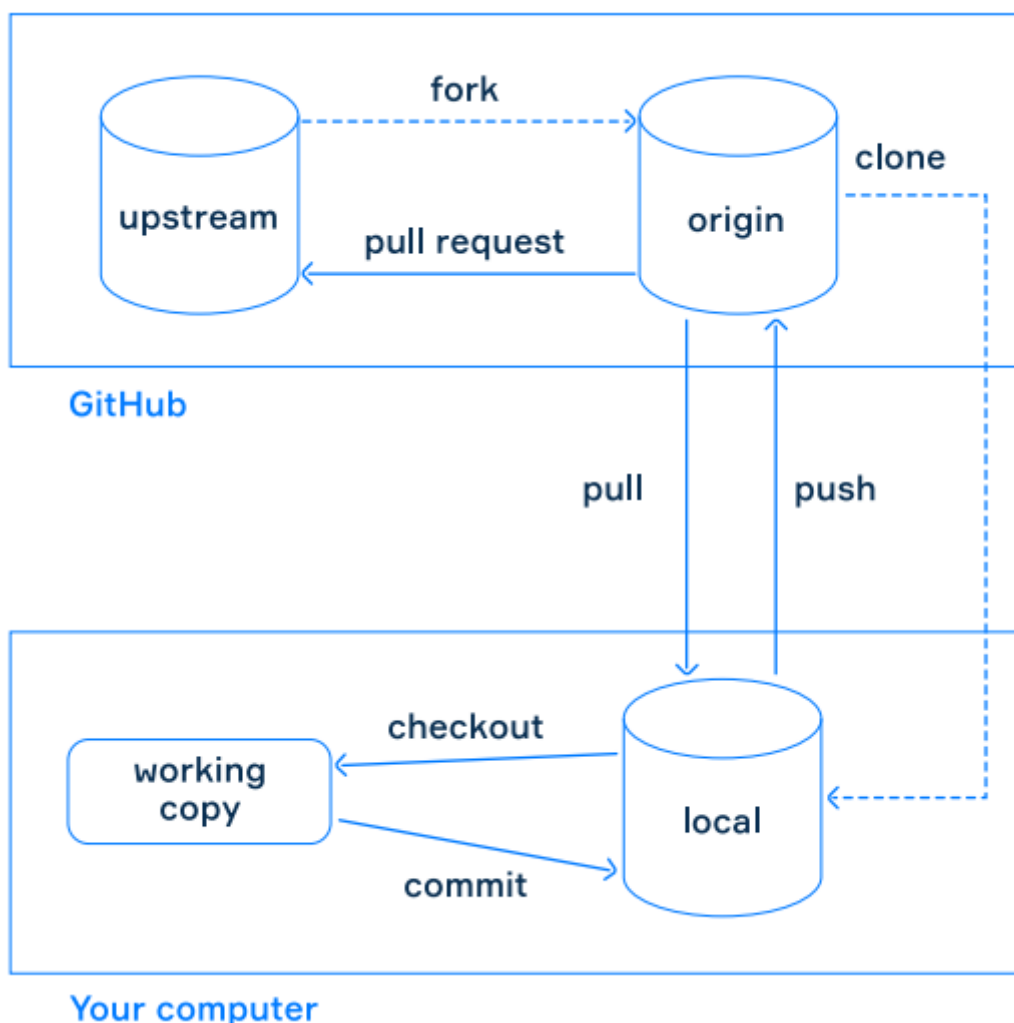 fork
clone
upstream
origin
pull request
GitHub
pull
push
checkout
working
copy
local
commit
Your computer